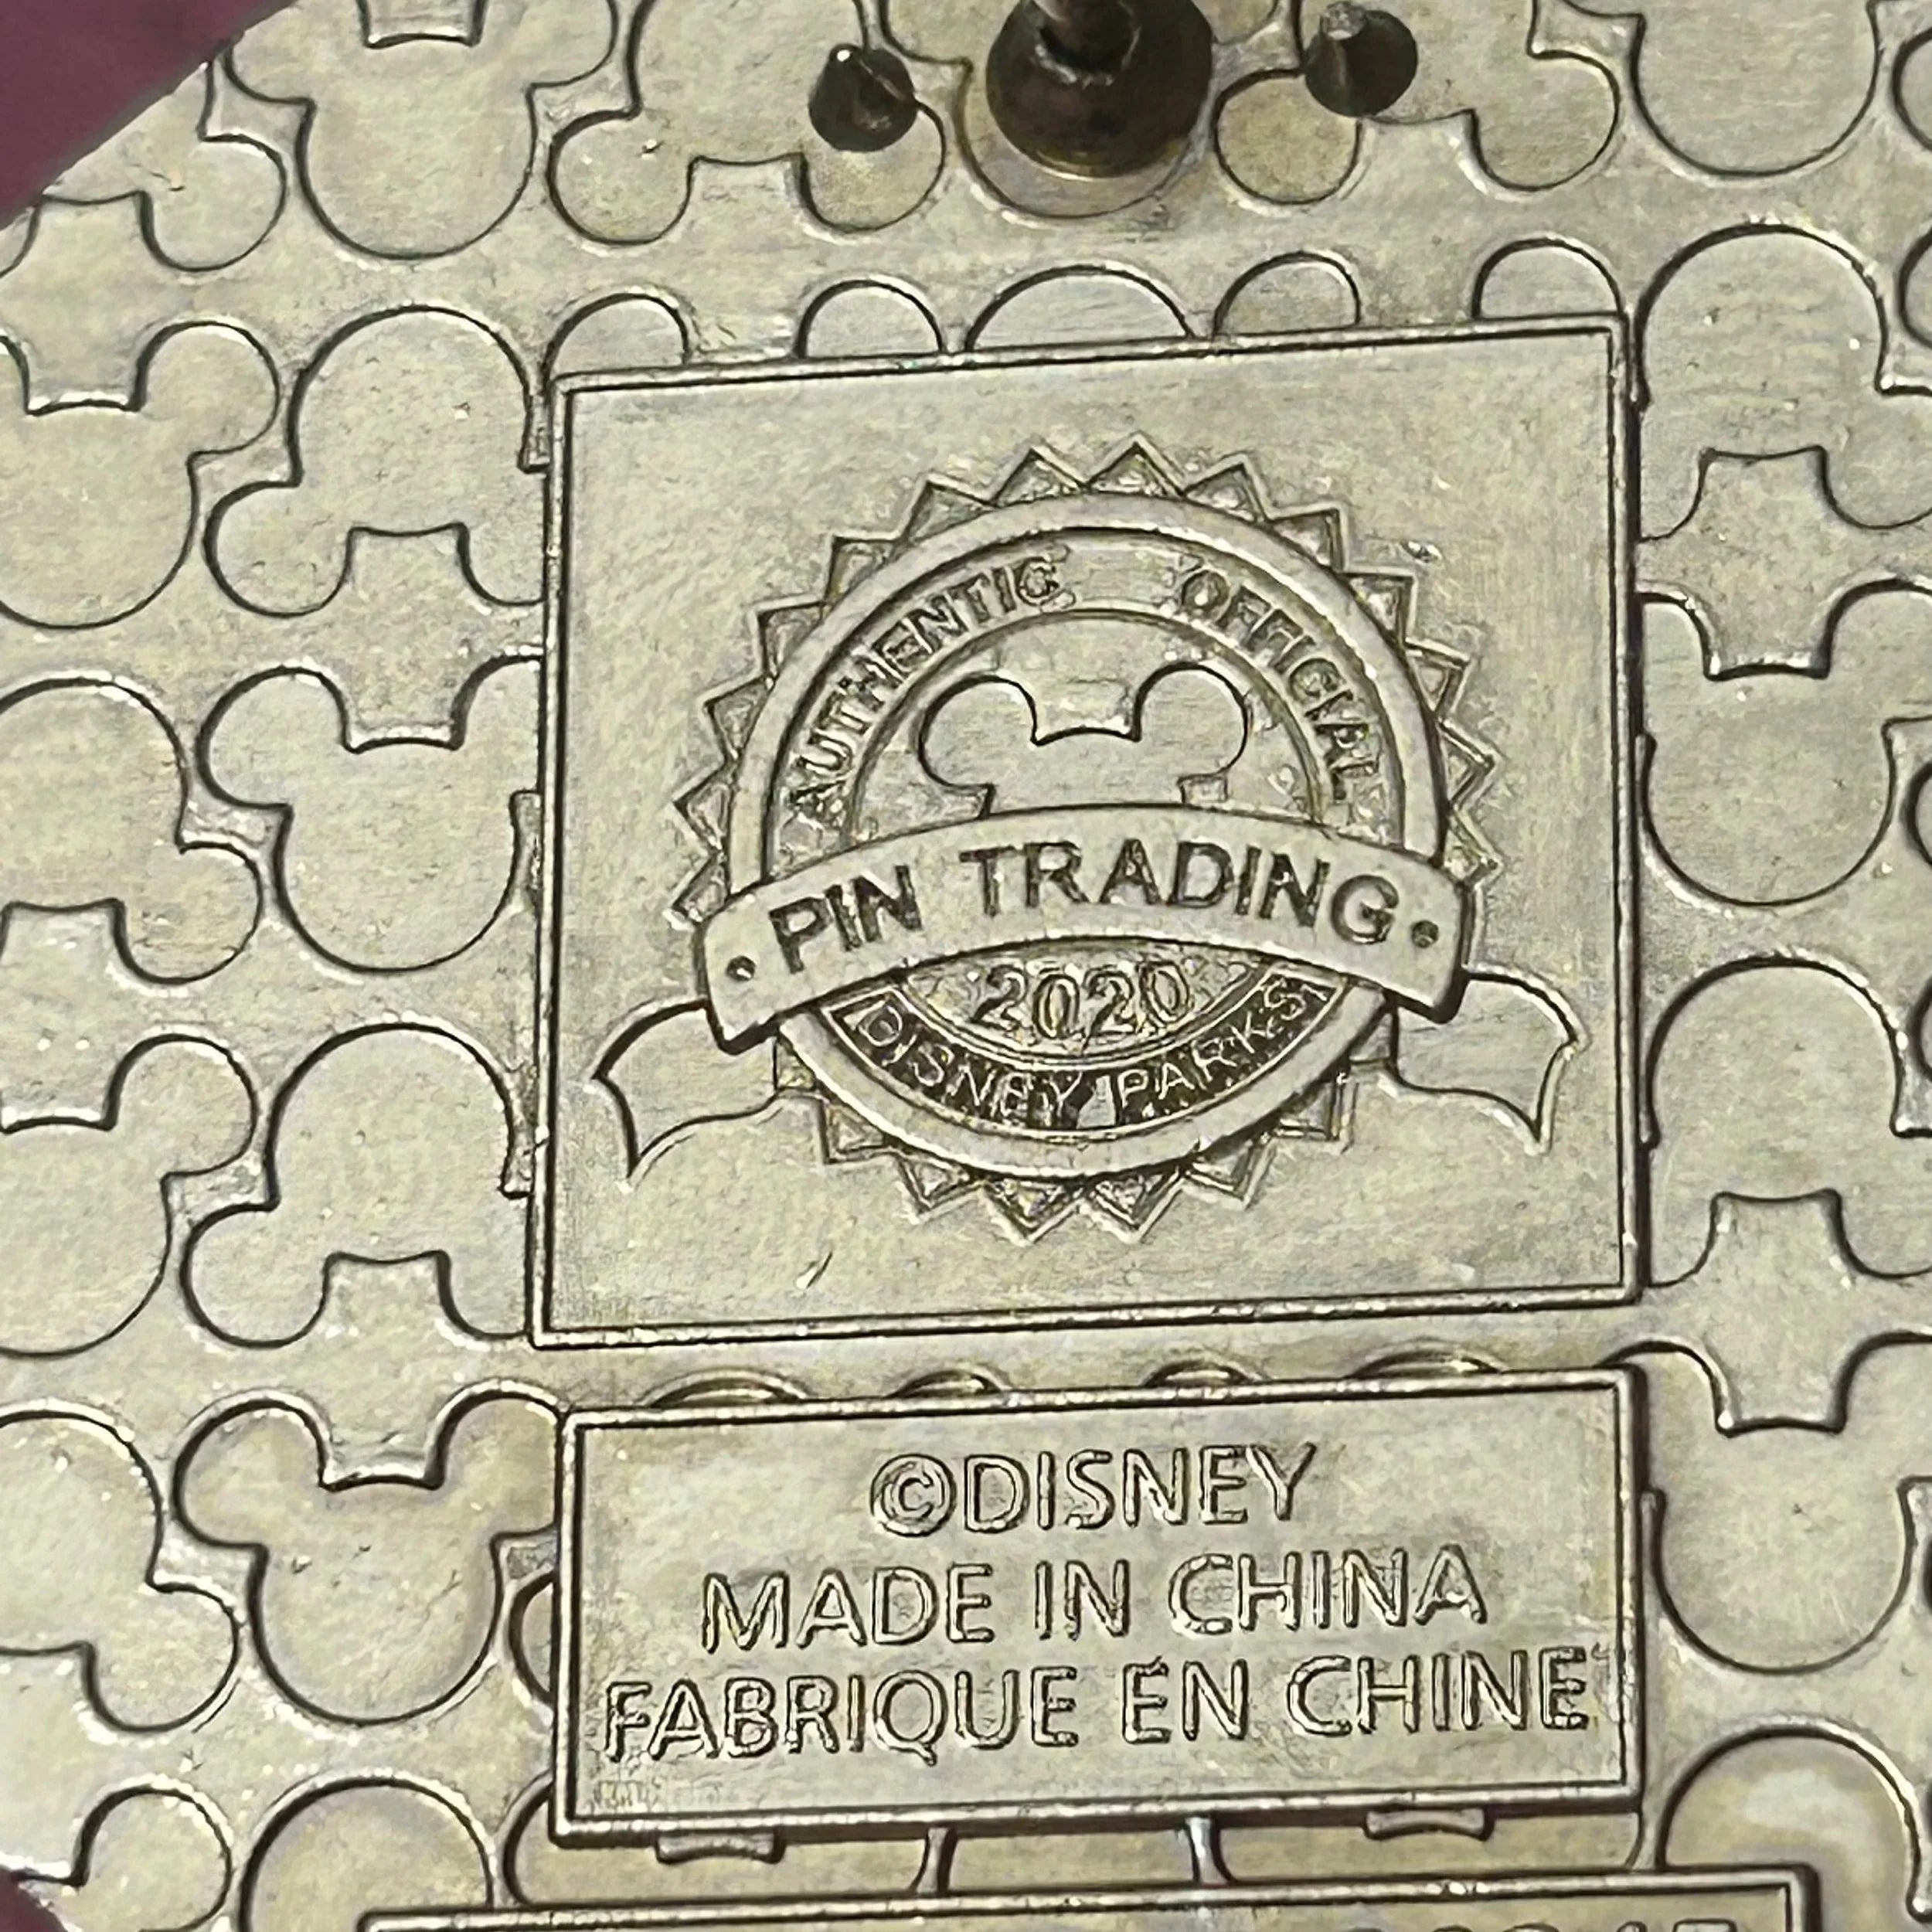 AUTHENTIC OFFICIAL
PIN TRADING
2020
DISNEY PARKS
©DISNEY
MADE IN CHINA
FABRIQUE EN CHINE